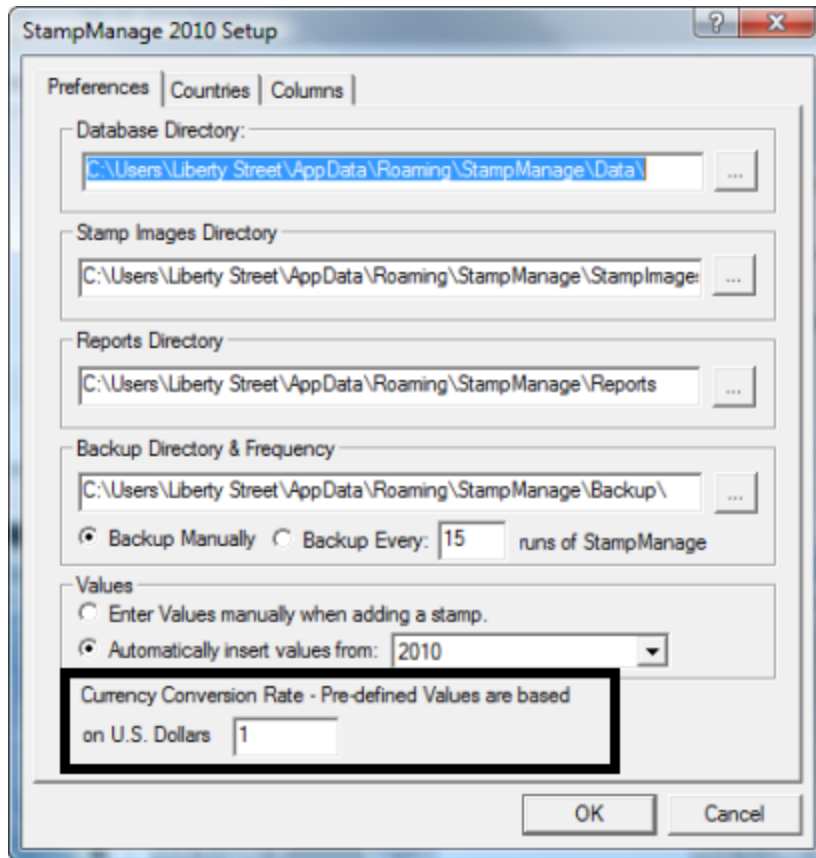 StampManage 2010 Setup
?
Preferences Countries Columns
Database Directory:
C:\Users\Liberty Street\AppData\Roaming\StampManage\Data\
...
Stamp Images Directory
C:\Users\Liberty Street\AppData\Roaming\StampManage\StampImages
...
Reports Directory
C:\Users\Liberty Street\AppData\Roaming\StampManage\Reports
...
Backup Directory & Frequency
C:\Users\Liberty Street\AppData\Roaming\StampManage\Backup\
...
Backup Manually Backup Every: 15 runs of StampManage
Values
Enter Values manually when adding a stamp.
Automatically insert values from: 2010
Currency Conversion Rate - Pre-defined Values are based
on U.S. Dollars 1
OK Cancel